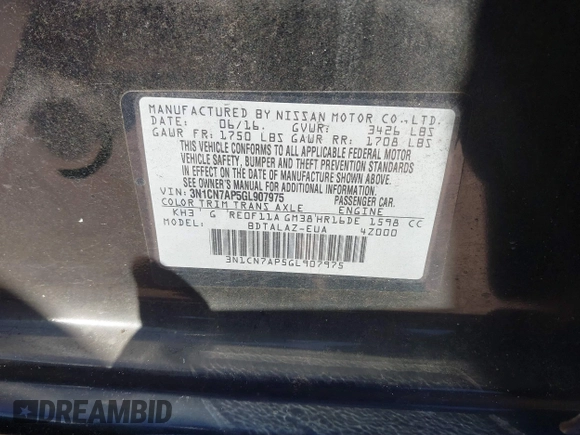 MANUFACTURED BY NISSAN MOTOR CO.,LTD.
DATE: 06/16. GVWR: 3426 LBS
GAWR FR: 1750 LBS GAWR RR: 1708 LBS
THIS VEHICLE CONFORMS TO ALL APPLICABLE FEDERAL MOTOR
VEHICLE SAFETY, BUMPER AND THEFT PREVENTION STANDARDS
IN EFFECT ON THE DATE OF MANUFACTURE SHOWN ABOVE.
SEE OWNER'S MANUAL FOR ADDITIONAL INFORMATION.
VIN: 3N1CN7AP5GL907975 PASSENGER CAR.
COLOR TRIM TRANS AXLE ENGINE
KH3 G RE0F11A GM38 HR16DE 1598 CC
MODEL: BDTALAZ-EUA 4Z000
3N1CN7AP5GL907975
DREAMBID